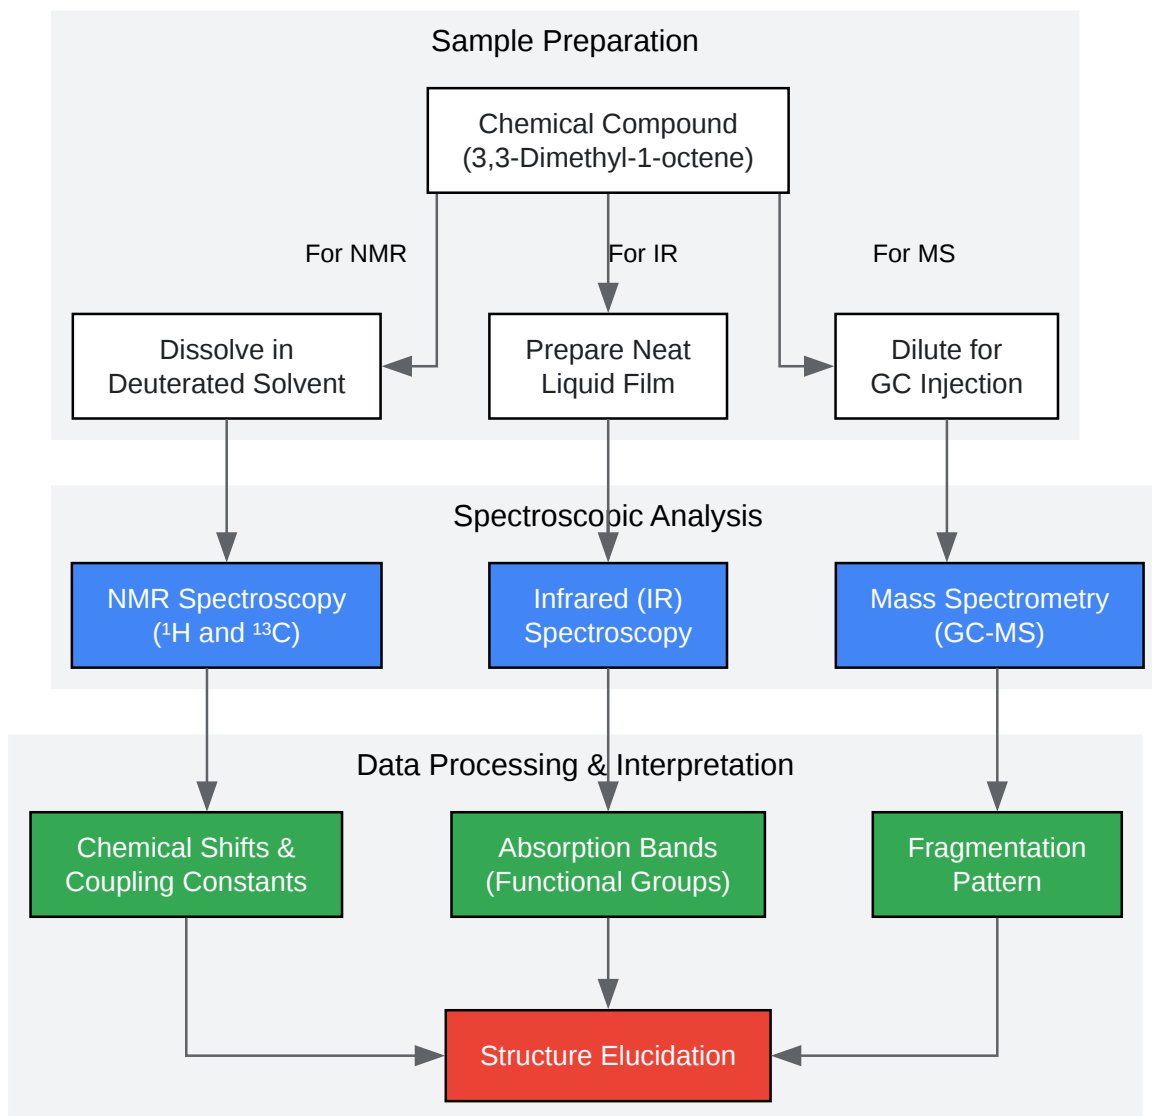 Sample Preparation
Chemical Compound
(3,3-Dimethyl-1-octene)
For NMR
For IR
For MS
Dissolve in
Deuterated Solvent
Prepare Neat
Liquid Film
Dilute for
GC Injection
Spectroscopic Analysis
NMR Spectroscopy
(¹H and ¹³C)
Infrared (IR)
Spectroscopy
Mass Spectrometry
(GC-MS)
Data Processing & Interpretation
Chemical Shifts &
Coupling Constants
Absorption Bands
(Functional Groups)
Fragmentation
Pattern
Structure Elucidation